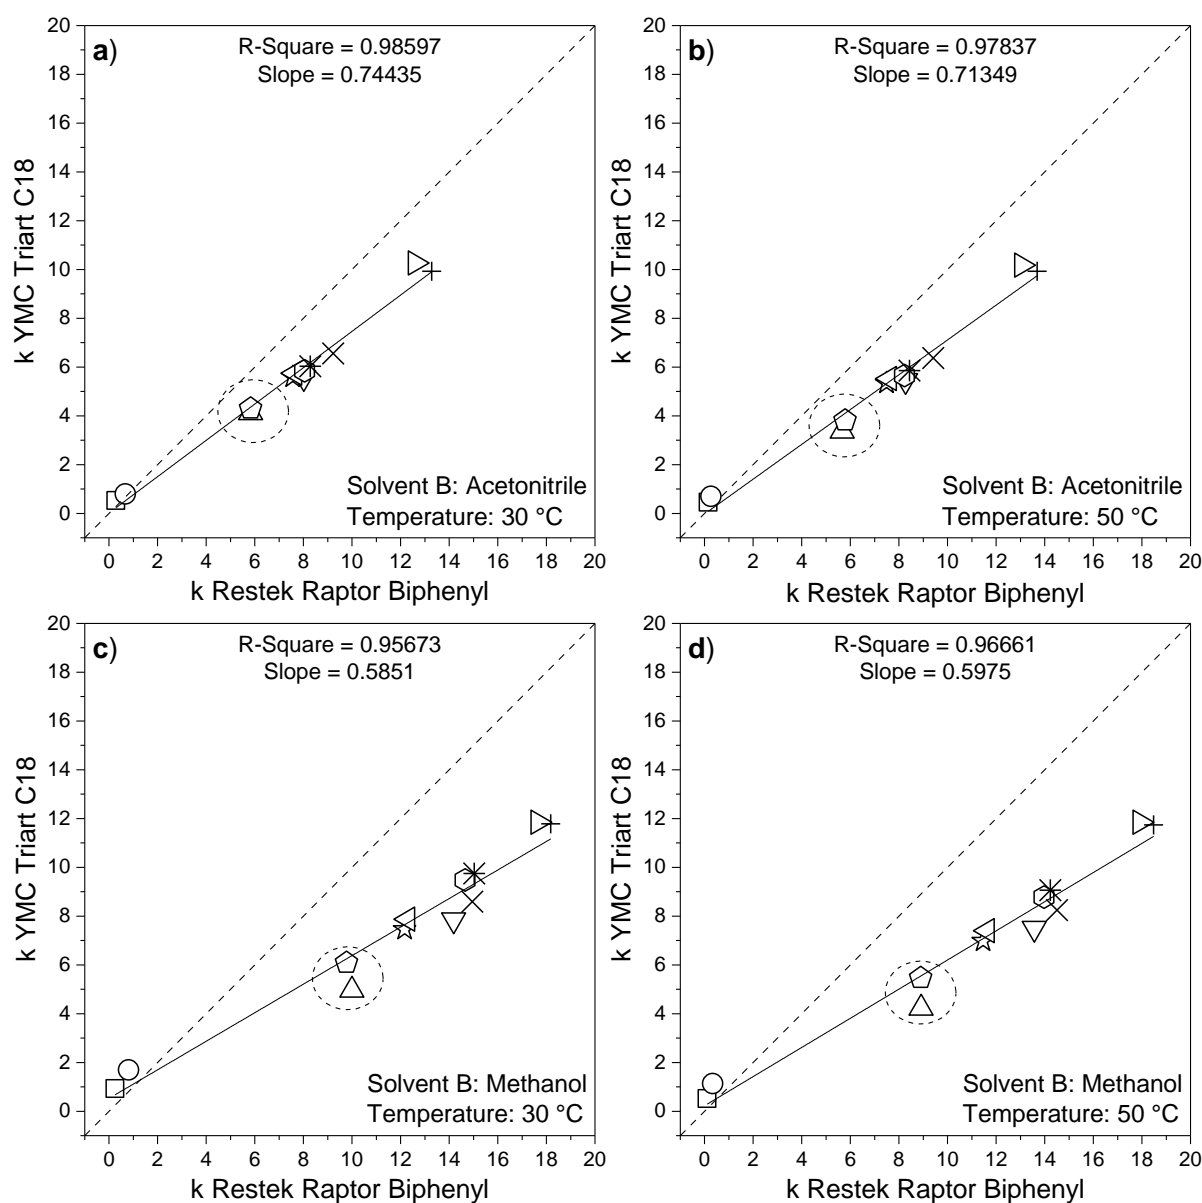 a)
R-Square = 0.98597
Slope = 0.74435
20
18
16
14
12
10
8
6
4
2
0
k YMC Triart C18
Solvent B: Acetonitrile
Temperature: 30 °C
0 2 4 6 8 10 12 14 16 18 20
k Restek Raptor Biphenyl
b)
R-Square = 0.97837
Slope = 0.71349
20
18
16
14
12
10
8
6
4
2
0
k YMC Triart C18
Solvent B: Acetonitrile
Temperature: 50 °C
0 2 4 6 8 10 12 14 16 18 20
k Restek Raptor Biphenyl
c)
R-Square = 0.95673
Slope = 0.5851
20
18
16
14
12
10
8
6
4
2
0
k YMC Triart C18
Solvent B: Methanol
Temperature: 30 °C
0 2 4 6 8 10 12 14 16 18 20
k Restek Raptor Biphenyl
d)
R-Square = 0.96661
Slope = 0.5975
20
18
16
14
12
10
8
6
4
2
0
k YMC Triart C18
Solvent B: Methanol
Temperature: 50 °C
0 2 4 6 8 10 12 14 16 18 20
k Restek Raptor Biphenyl